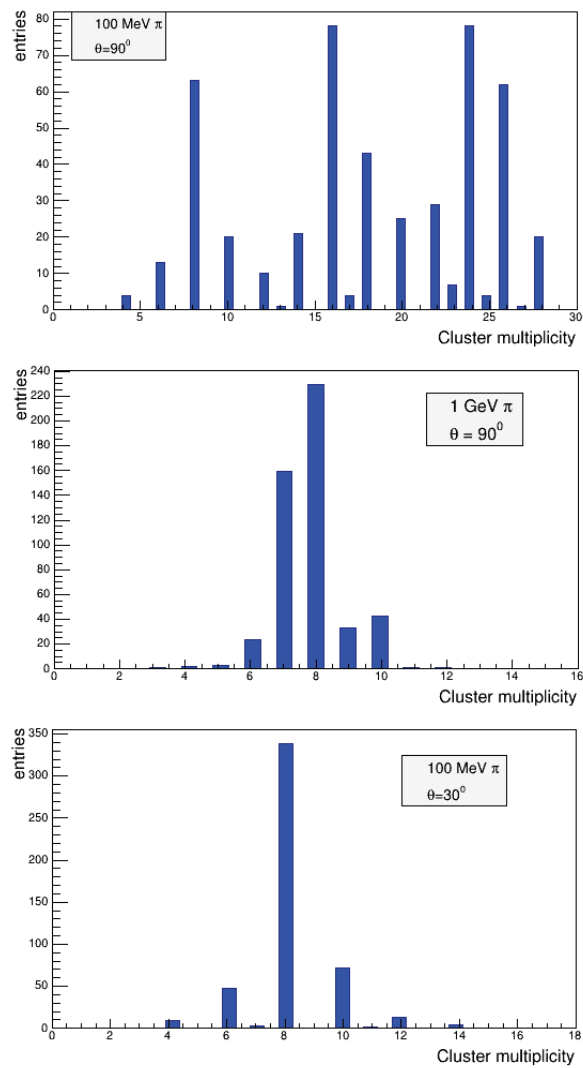 entries
100 MeV π
θ=90⁰
80
70
60
50
40
30
20
10
0
0 5 10 15 20 25 30
Cluster multiplicity
entries
1 GeV π
θ = 90⁰
240
220
200
180
160
140
120
100
80
60
40
20
0
0 2 4 6 8 10 12 14 16
Cluster multiplicity
entries
100 MeV π
θ=30⁰
350
300
250
200
150
100
50
0
0 2 4 6 8 10 12 14 16 18
Cluster multiplicity